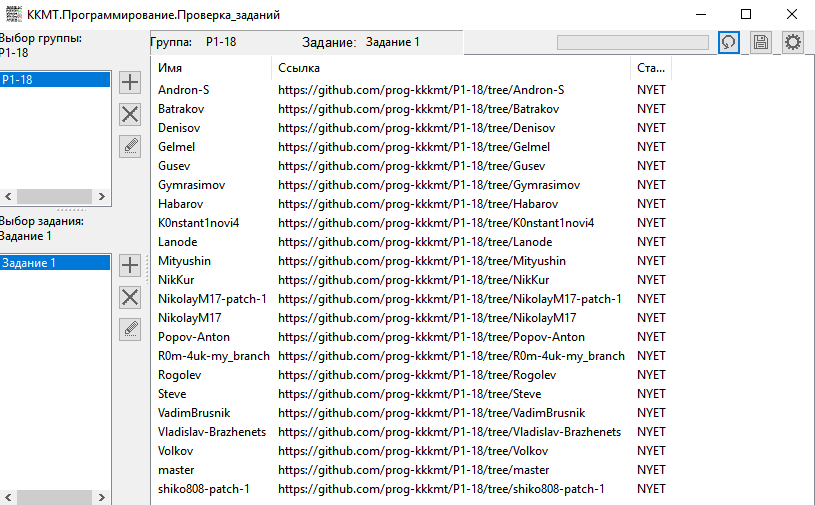 ККМТ.Программирование.Проверка_заданий
Выбор группы:
P1-18
P1-18
Выбор задания:
Задание 1
Задание 1
Группа: P1-18 Задание: Задание 1
Имя Ссылка Ста...
Andron-S https://github.com/prog-kkkmt/P1-18/tree/Andron-S NYET
Batrakov https://github.com/prog-kkkmt/P1-18/tree/Batrakov NYET
Denisov https://github.com/prog-kkkmt/P1-18/tree/Denisov NYET
Gelmel https://github.com/prog-kkkmt/P1-18/tree/Gelmel NYET
Gusev https://github.com/prog-kkkmt/P1-18/tree/Gusev NYET
Gymrasimov https://github.com/prog-kkkmt/P1-18/tree/Gymrasimov NYET
Habarov https://github.com/prog-kkkmt/P1-18/tree/Habarov NYET
K0nstant1novi4 https://github.com/prog-kkkmt/P1-18/tree/K0nstant1novi4 NYET
Lanode https://github.com/prog-kkkmt/P1-18/tree/Lanode NYET
Mityushin https://github.com/prog-kkkmt/P1-18/tree/Mityushin NYET
NikKur https://github.com/prog-kkkmt/P1-18/tree/NikKur NYET
NikolayM17-patch-1 https://github.com/prog-kkkmt/P1-18/tree/NikolayM17-patch-1 NYET
NikolayM17 https://github.com/prog-kkkmt/P1-18/tree/NikolayM17 NYET
Popov-Anton https://github.com/prog-kkkmt/P1-18/tree/Popov-Anton NYET
R0m-4uk-my_branch https://github.com/prog-kkkmt/P1-18/tree/R0m-4uk-my_branch NYET
Rogolev https://github.com/prog-kkkmt/P1-18/tree/Rogolev NYET
Steve https://github.com/prog-kkkmt/P1-18/tree/Steve NYET
VadimBrusnik https://github.com/prog-kkkmt/P1-18/tree/VadimBrusnik NYET
Vladislav-Brazhenets https://github.com/prog-kkkmt/P1-18/tree/Vladislav-Brazhenets NYET
Volkov https://github.com/prog-kkkmt/P1-18/tree/Volkov NYET
master https://github.com/prog-kkkmt/P1-18/tree/master NYET
shiko808-patch-1 https://github.com/prog-kkkmt/P1-18/tree/shiko808-patch-1 NYET